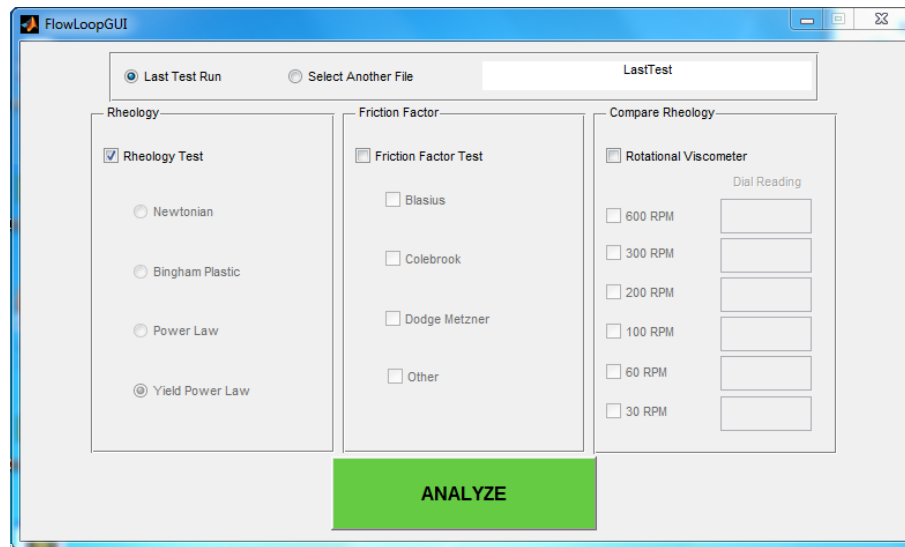 FlowLoopGUI
Last Test Run
Select Another File
LastTest
Rheology
Rheology Test
Newtonian
Bingham Plastic
Power Law
Yield Power Law
Friction Factor
Friction Factor Test
Blasius
Colebrook
Dodge Metzner
Other
Compare Rheology
Rotational Viscometer
Dial Reading
600 RPM
300 RPM
200 RPM
100 RPM
60 RPM
30 RPM
ANALYZE